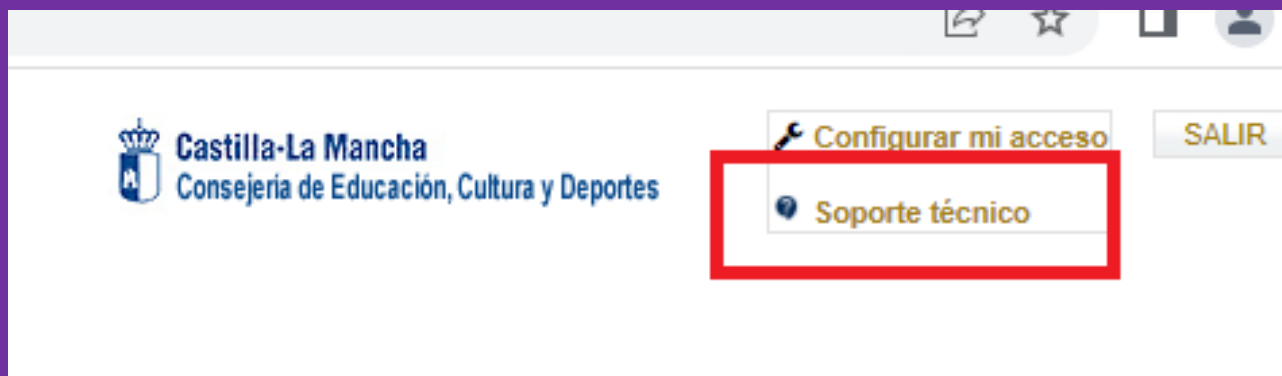 Castilla-La Mancha
Consejería de Educación, Cultura y Deportes
Configurar mi acceso
SALIR
Soporte técnico